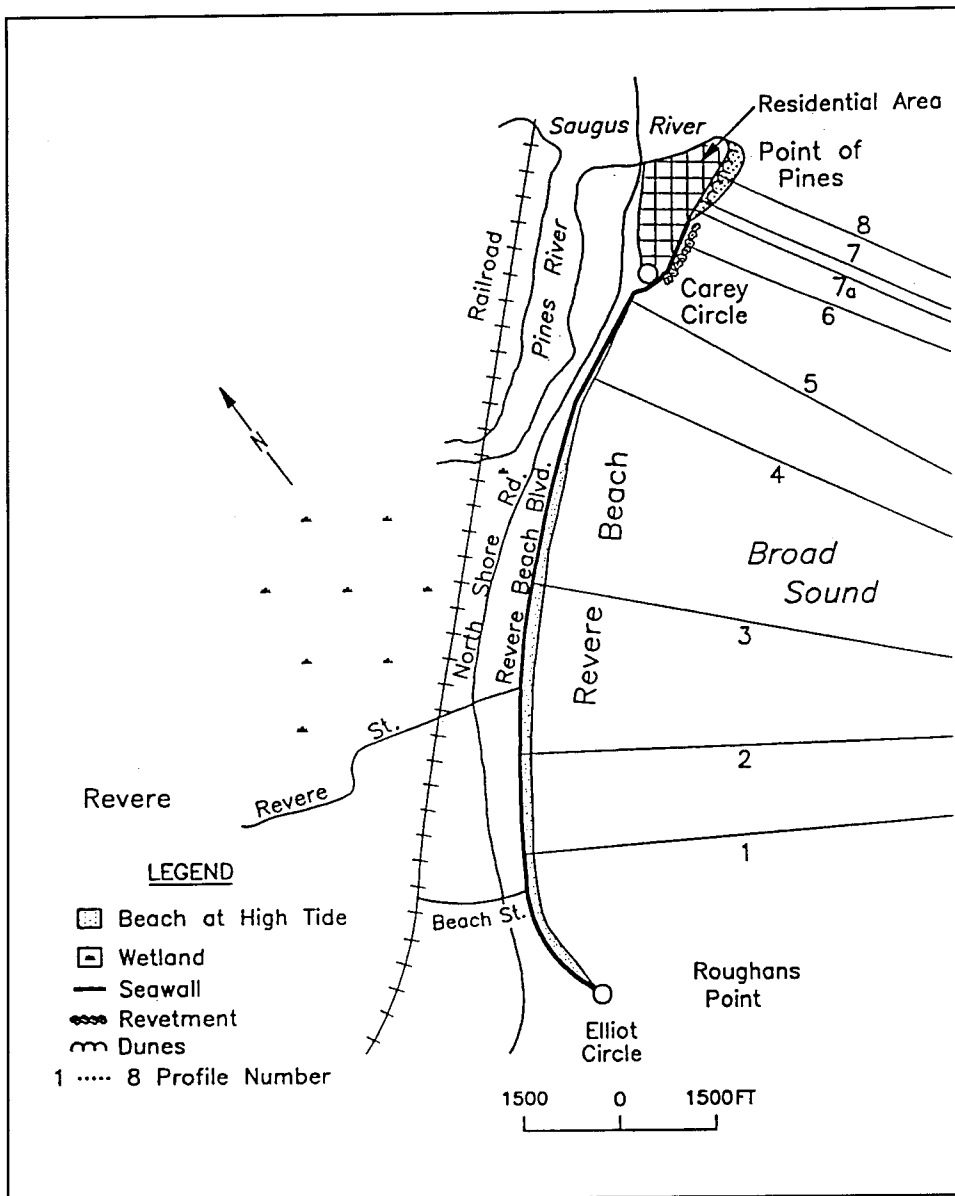 Saugus River
Residential Area
Point of
Pines
8
7
7a
6
Carey
Circle
5
4
Railroad
Pines River
N
Revere Beach
Broad
Sound
North Shore Rd.
Revere Beach Blvd.
3
Revere St.
2
1
Revere
LEGEND
Beach at High Tide
Wetland
Seawall
Revetment
Dunes
1 ..... 8 Profile Number
Beach St.
Roughans
Point
Elliot
Circle
1500 0 1500FT